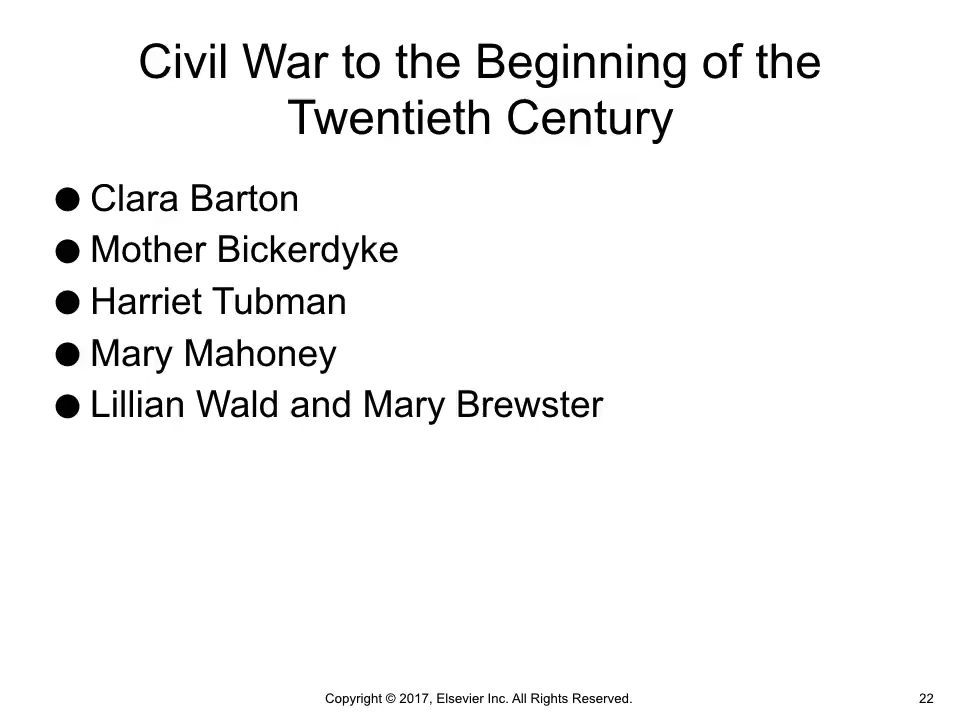 Civil War to the Beginning of the
Twentieth Century
● Clara Barton
● Mother Bickerdyke
● Harriet Tubman
● Mary Mahoney
● Lillian Wald and Mary Brewster
Copyright © 2017, Elsevier Inc. All Rights Reserved. 22